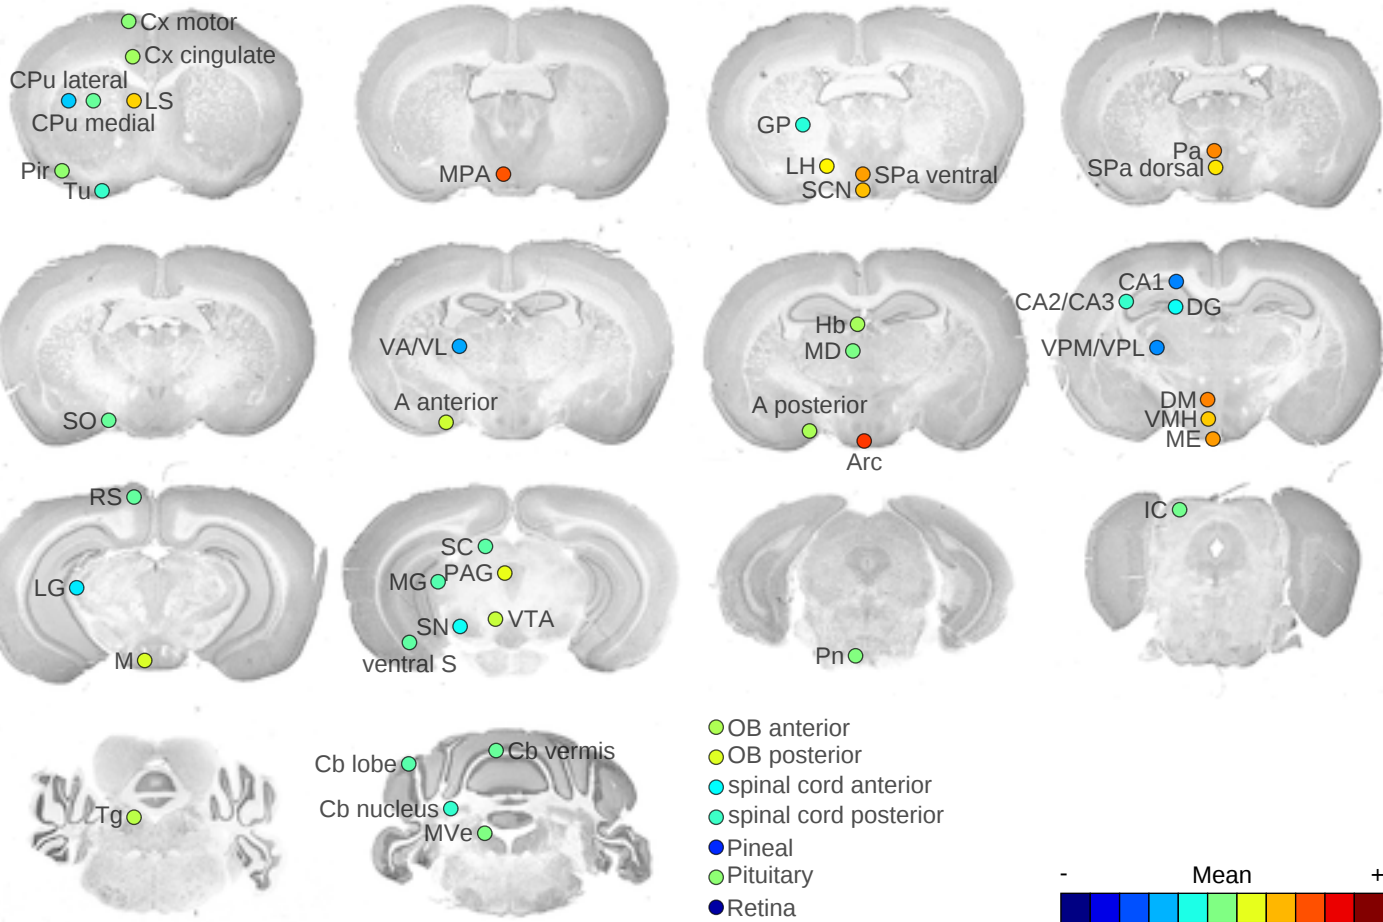 Cx motor
Cx cingulate
CPu lateral
LS
CPu medial
Pir
Tu
MPA
GP
LH
SPa ventral
SCN
Pa
SPa dorsal
SO
VA/VL
A anterior
Hb
MD
A posterior
Arc
CA1
CA2/CA3
DG
VPM/VPL
DM
VMH
ME
RS
LG
M
SC
MG
PAG
SN
VTA
ventral S
Pn
IC
Tg
Cb lobe
Cb vermis
Cb nucleus
MVe
OB anterior
OB posterior
spinal cord anterior
spinal cord posterior
Pineal
Pituitary
Retina
- Mean +